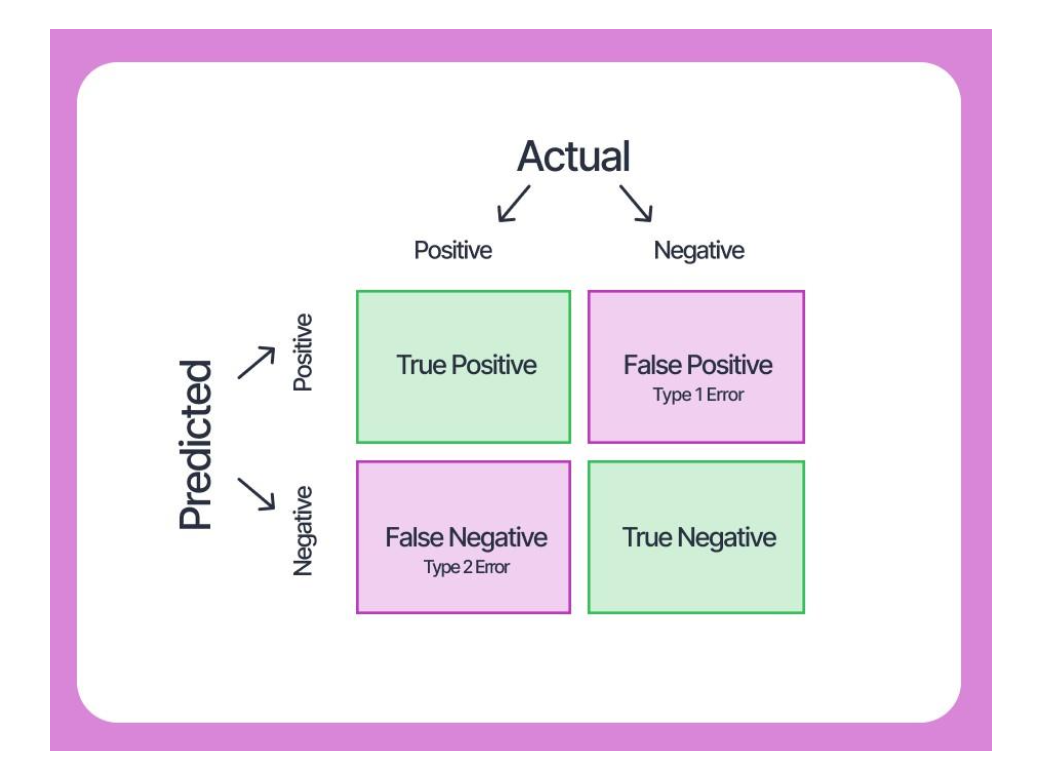 Actual
Positive
Negative
Predicted
Positive
True Positive
False Positive
Type 1 Error
Negative
False Negative
Type 2 Error
True Negative